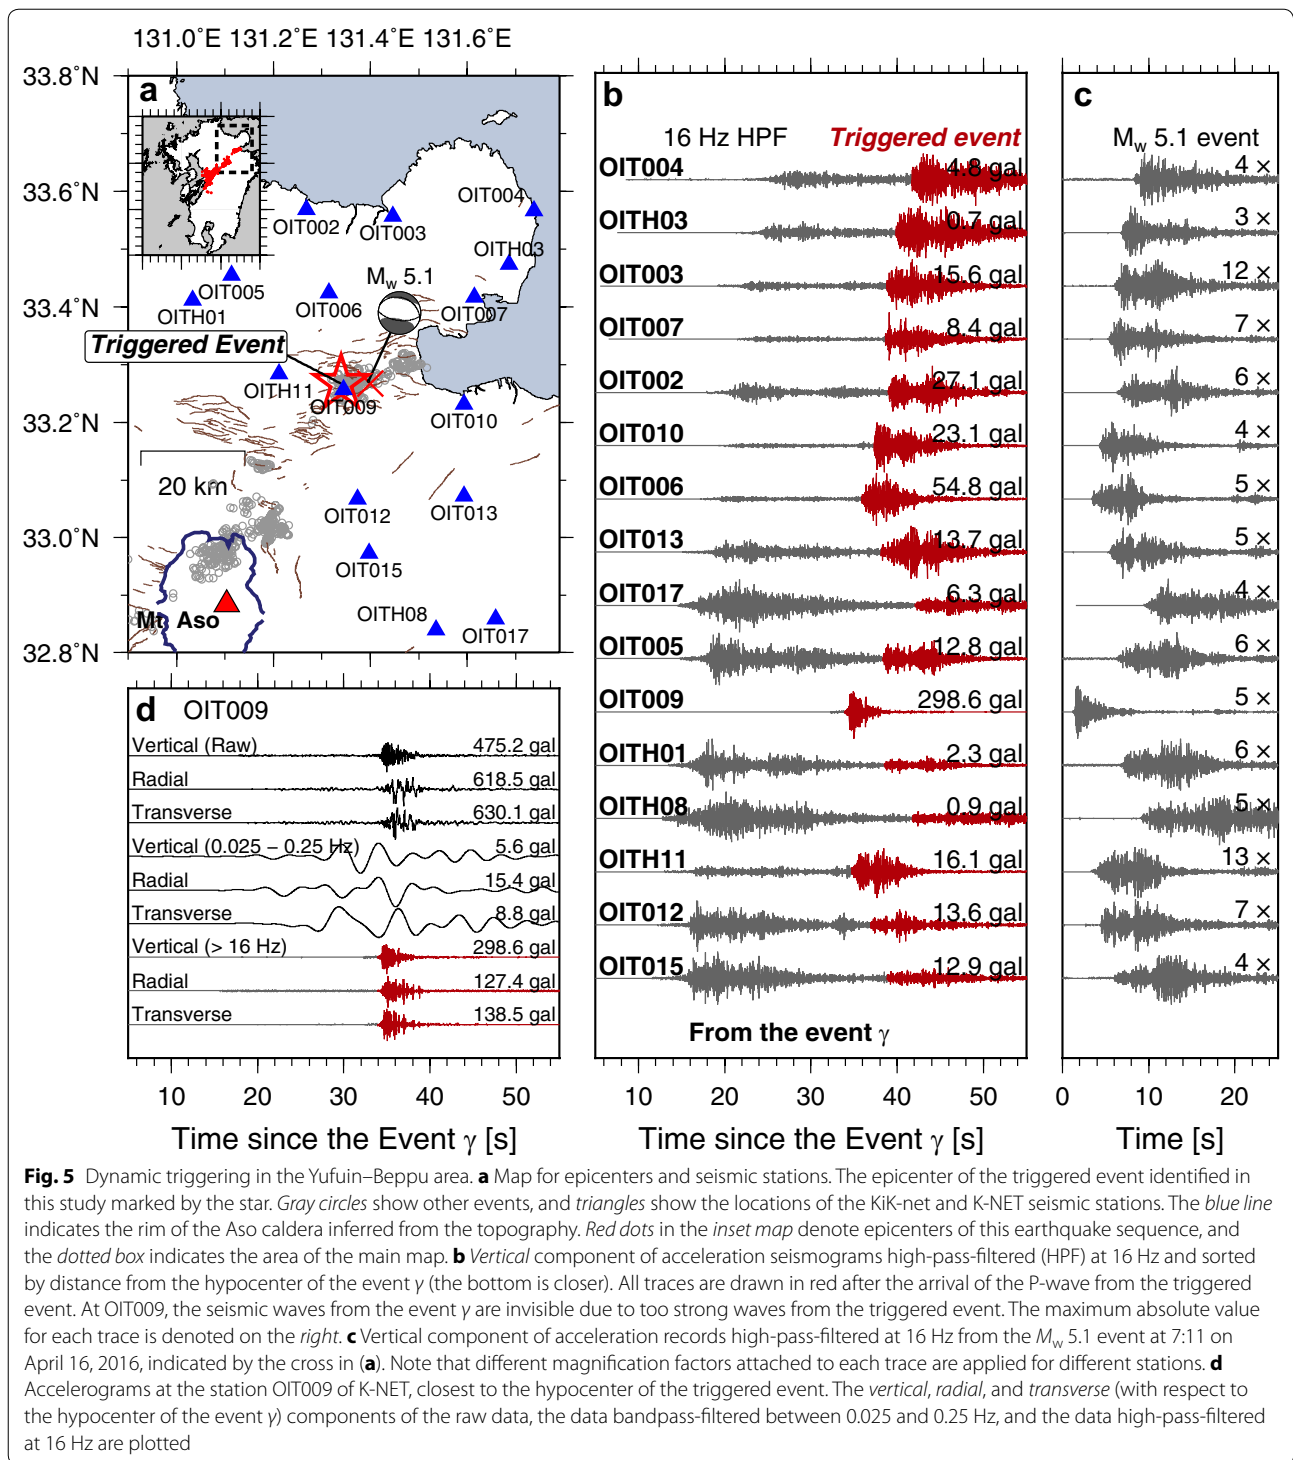 131.0°E 131.2°E 131.4°E 131.6°E
33.8°N
33.6°N
33.4°N
33.2°N
33.0°N
32.8°N
a
OIT004
OIT002
OIT003
OITH03
Mw 5.1
OIT005
OITH01
OIT006
OIT007
Triggered Event
OITH11
OIT009
OIT010
20 km
OIT012
OIT013
OIT015
OITH08
OIT017
Mt. Aso
b
16 Hz HPF
Triggered event
OIT004 4.8 gal
OITH03 0.7 gal
OIT003 15.6 gal
OIT007 8.4 gal
OIT002 27.1 gal
OIT010 23.1 gal
OIT006 54.8 gal
OIT013 13.7 gal
OIT017 6.3 gal
OIT005 12.8 gal
OIT009 298.6 gal
OITH01 2.3 gal
OITH08 0.9 gal
OITH11 16.1 gal
OIT012 13.6 gal
OIT015 12.9 gal
From the event γ
10 20 30 40 50
Time since the Event γ [s]
c
Mw 5.1 event
4 ×
3 ×
12 ×
7 ×
6 ×
4 ×
5 ×
5 ×
4 ×
6 ×
5 ×
6 ×
5 ×
13 ×
7 ×
4 ×
0 10 20
Time [s]
d OIT009
Vertical (Raw) 475.2 gal
Radial 618.5 gal
Transverse 630.1 gal
Vertical (0.025 − 0.25 Hz) 5.6 gal
Radial 15.4 gal
Transverse 8.8 gal
Vertical (> 16 Hz) 298.6 gal
Radial 127.4 gal
Transverse 138.5 gal
10 20 30 40 50
Time since the Event γ [s]
Fig. 5 Dynamic triggering in the Yufuin–Beppu area. a Map for epicenters and seismic stations. The epicenter of the triggered event identified in
this study marked by the star. Gray circles show other events, and triangles show the locations of the KiK-net and K-NET seismic stations. The blue line
indicates the rim of the Aso caldera inferred from the topography. Red dots in the inset map denote epicenters of this earthquake sequence, and
the dotted box indicates the area of the main map. b Vertical component of acceleration seismograms high-pass-filtered (HPF) at 16 Hz and sorted
by distance from the hypocenter of the event γ (the bottom is closer). All traces are drawn in red after the arrival of the P-wave from the triggered
event. At OIT009, the seismic waves from the event γ are invisible due to too strong waves from the triggered event. The maximum absolute value
for each trace is denoted on the right. c Vertical component of acceleration records high-pass-filtered at 16 Hz from the Mw 5.1 event at 7:11 on
April 16, 2016, indicated by the cross in (a). Note that different magnification factors attached to each trace are applied for different stations. d
Accelerograms at the station OIT009 of K-NET, closest to the hypocenter of the triggered event. The vertical, radial, and transverse (with respect to
the hypocenter of the event γ) components of the raw data, the data bandpass-filtered between 0.025 and 0.25 Hz, and the data high-pass-filtered
at 16 Hz are plotted